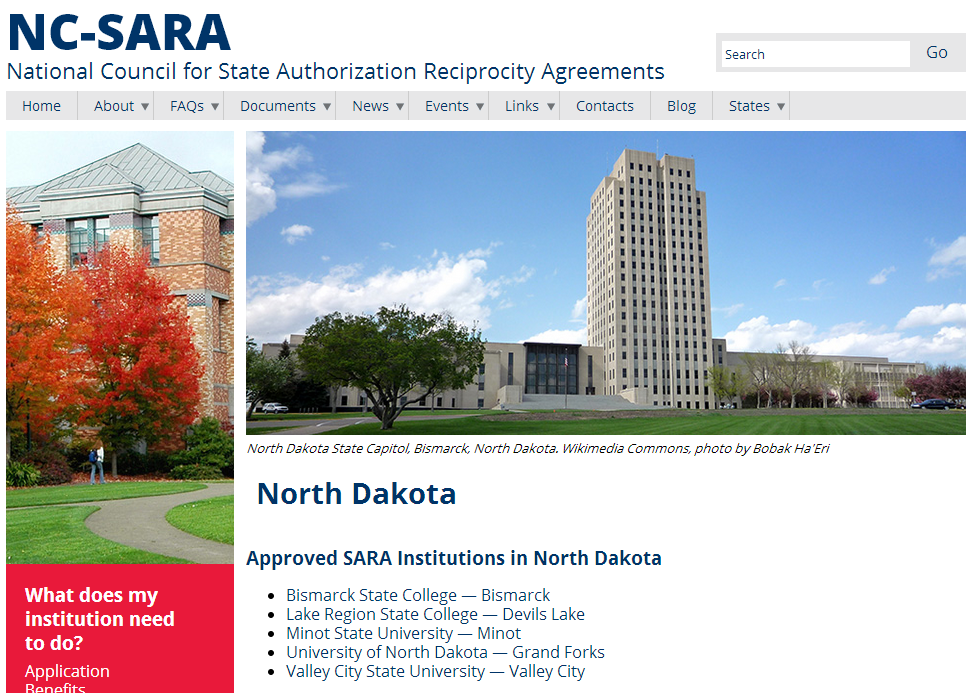 NC-SARA
National Council for State Authorization Reciprocity Agreements
Search
Go
Home
About
FAQs
Documents
News
Events
Links
Contacts
Blog
States
North Dakota State Capitol, Bismarck, North Dakota. Wikimedia Commons, photo by Bobak Ha'Eri
North Dakota
Approved SARA Institutions in North Dakota
Bismarck State College — Bismarck
Lake Region State College — Devils Lake
Minot State University — Minot
University of North Dakota — Grand Forks
Valley City State University — Valley City
What does my
institution need
to do?
Application
Benefits